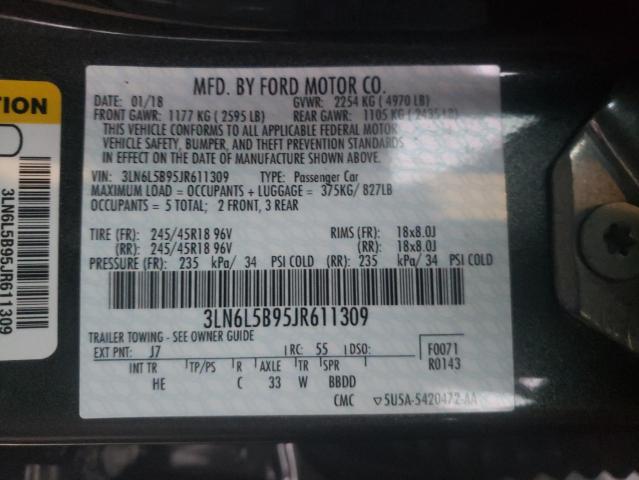 MFD. BY FORD MOTOR CO.
DATE: 01/18 GVWR: 2254 KG ( 4970 LB)
FRONT GAWR: 1177 KG ( 2595 LB) REAR GAWR: 1105 KG ( 2435 LB)
THIS VEHICLE CONFORMS TO ALL APPLICABLE FEDERAL MOTOR
VEHICLE SAFETY, BUMPER, AND THEFT PREVENTION STANDARDS
IN EFFECT ON THE DATE OF MANUFACTURE SHOWN ABOVE.
VIN: 3LN6L5B95JR611309 TYPE: Passenger Car
MAXIMUM LOAD = OCCUPANTS + LUGGAGE = 375KG/ 827LB
OCCUPANTS = 5 TOTAL; 2 FRONT, 3 REAR
TIRE (FR): 245/45R18 96V RIMS (FR): 18x8.0J
(RR): 245/45R18 96V (RR): 18x8.0J
PRESSURE (FR): 235 kPa/ 34 PSI COLD (RR): 235 kPa/ 34 PSI COLD
3LN6L5B95JR611309
TRAILER TOWING - SEE OWNER GUIDE
EXT PNT: J7 RC: 55 DSO: F0071
INT TR TP/PS R AXLE TR SPR R0143
HE C 33 W BBDD
CMC 5U5A-5420472-AA
TION
3LN6L5B95JR611309